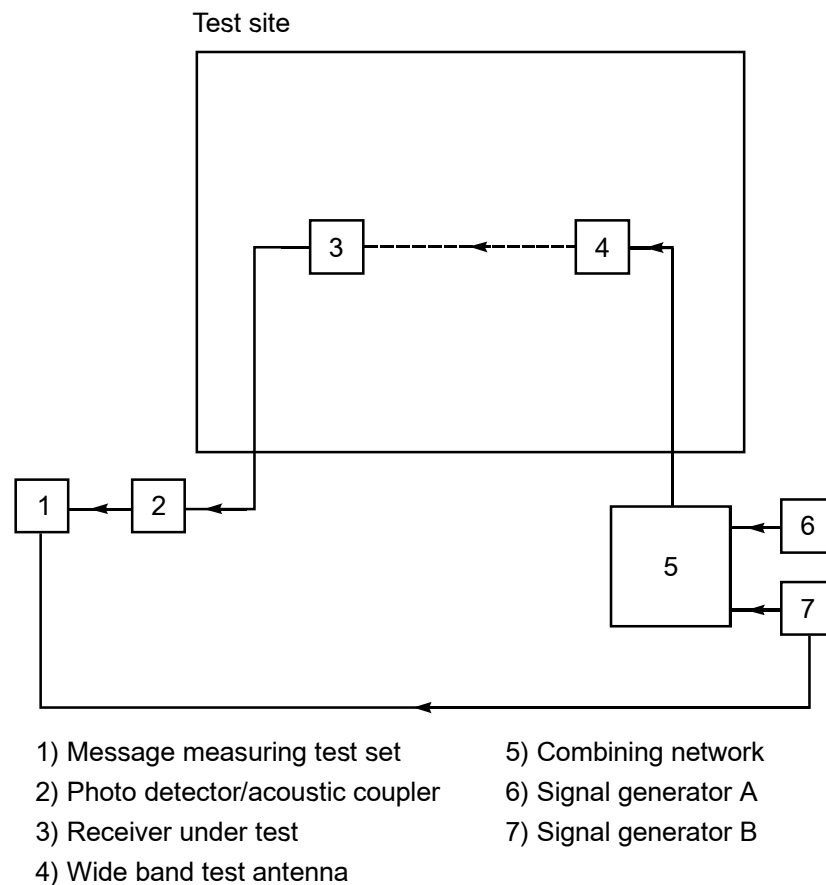 Test site
3
4
1
2
6
5
7
1) Message measuring test set
2) Photo detector/acoustic coupler
3) Receiver under test
4) Wide band test antenna
5) Combining network
6) Signal generator A
7) Signal generator B